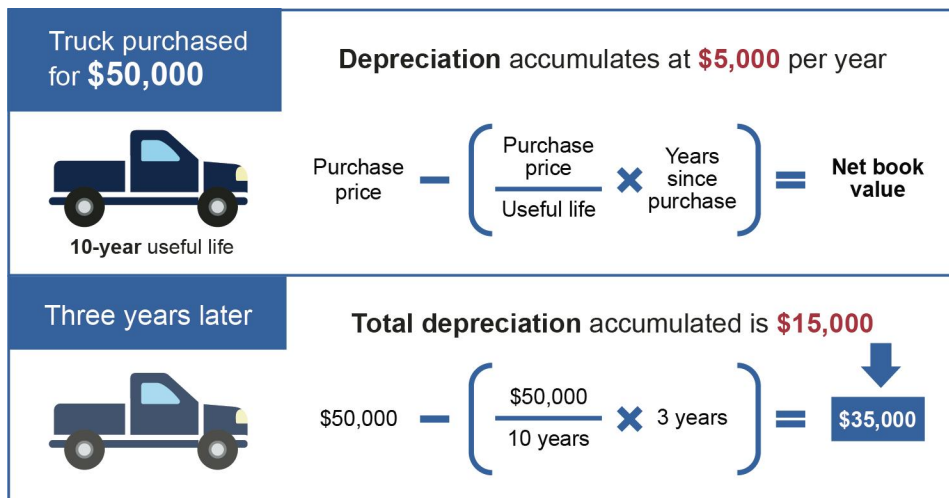 Truck purchased
for $50,000
Depreciation accumulates at $5,000 per year
10-year useful life
Purchase
price
−
Purchase
price
Useful life
×
Years
since
purchase
=
Net book
value
Three years later
Total depreciation accumulated is $15,000
$50,000
−
$50,000
10 years
×
3 years
=
$35,000